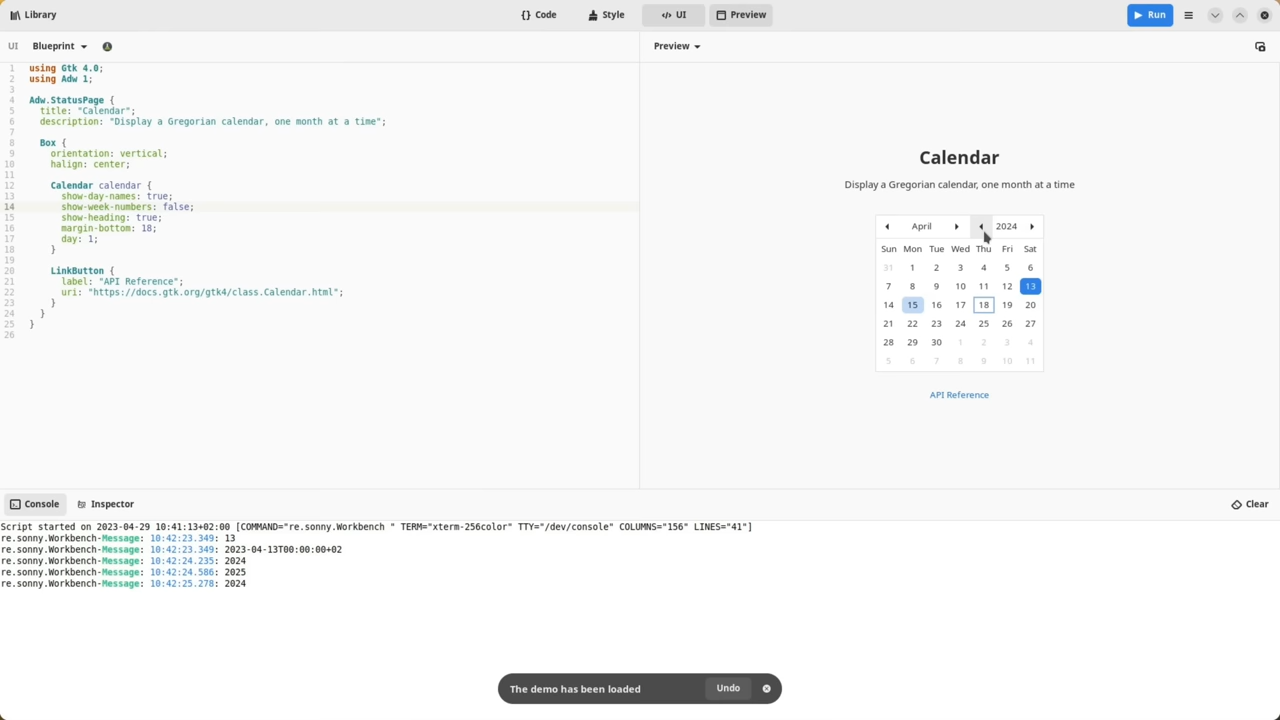 Library
Code
Style
UI
Preview
Run
UI
Blueprint
Preview
1 using Gtk 4.0;
2 using Adw 1;
3
4 Adw.StatusPage {
5 title: "Calendar";
6 description: "Display a Gregorian calendar, one month at a time";
7
8 Box {
9 orientation: vertical;
10 halign: center;
11
12 Calendar calendar {
13 show-day-names: true;
14 show-week-numbers: false;
15 show-heading: true;
16 margin-bottom: 18;
17 day: 1;
18 }
19
20 LinkButton {
21 label: "API Reference";
22 uri: "https://docs.gtk.org/gtk4/class.Calendar.html";
23 }
24 }
25 }
26
Calendar
Display a Gregorian calendar, one month at a time
April 2024
Sun Mon Tue Wed Thu Fri Sat
31 1 2 3 4 5 6
7 8 9 10 11 12 13
14 15 16 17 18 19 20
21 22 23 24 25 26 27
28 29 30 1 2 3 4
5 6 7 8 9 10 11
API Reference
Console
Inspector
Clear
Script started on 2023-04-29 10:41:13+02:00 [COMMAND="re.sonny.Workbench " TERM="xterm-256color" TTY="/dev/console" COLUMNS="156" LINES="41"]
re.sonny.Workbench-Message: 10:42:23.349: 13
re.sonny.Workbench-Message: 10:42:23.349: 2023-04-13T00:00:00+02
re.sonny.Workbench-Message: 10:42:24.235: 2024
re.sonny.Workbench-Message: 10:42:24.586: 2025
re.sonny.Workbench-Message: 10:42:25.278: 2024
The demo has been loaded
Undo